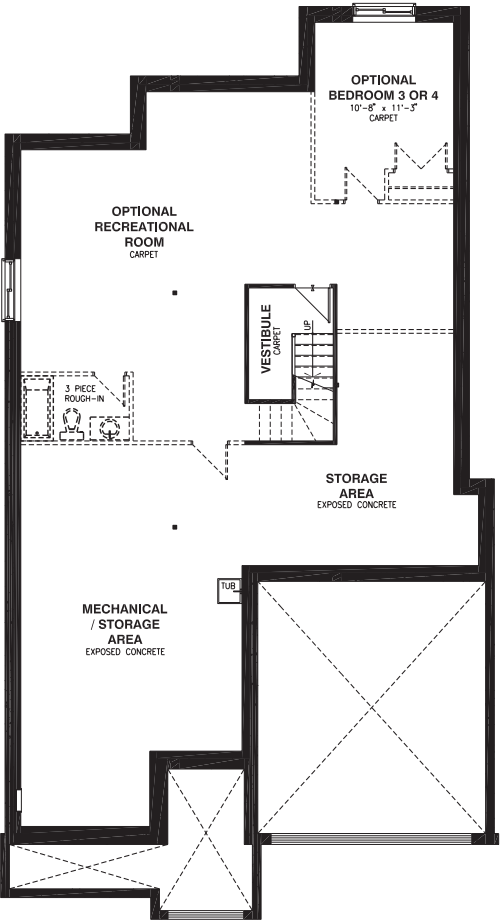 OPTIONAL
BEDROOM 3 OR 4
10'-8" x 11'-3"
CARPET
OPTIONAL
RECREATIONAL
ROOM
CARPET
VESTIBULE
CARPET
UP
3 PIECE
ROUGH-IN
STORAGE
AREA
EXPOSED CONCRETE
TUB
MECHANICAL
/ STORAGE
AREA
EXPOSED CONCRETE